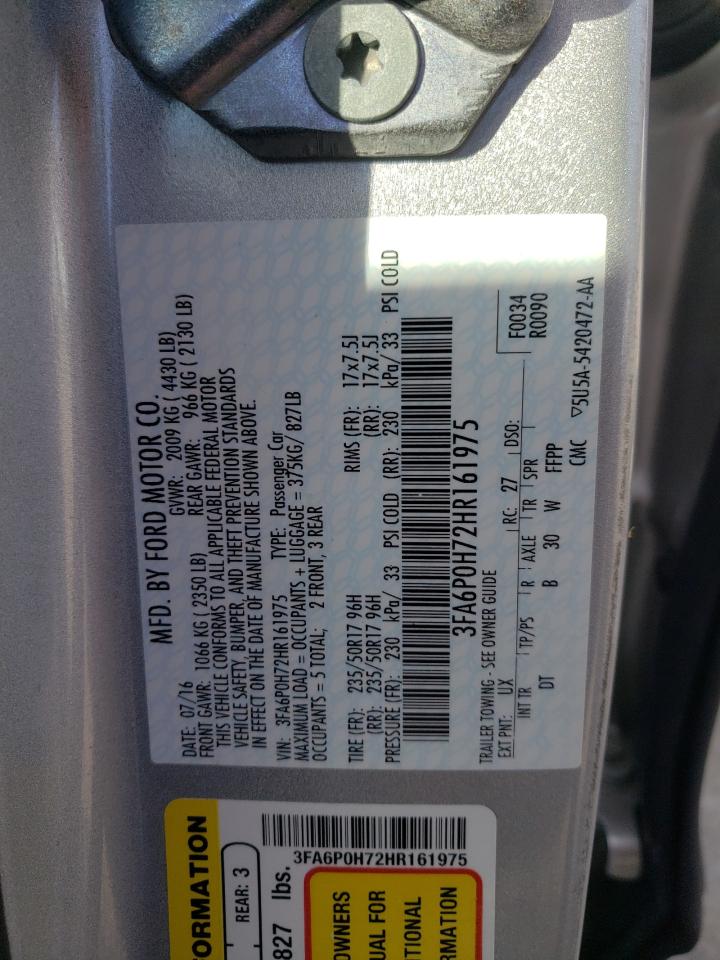 MFD. BY FORD MOTOR CO.
DATE: 07/16 GVWR: 2009 KG ( 4430 LB)
FRONT GAWR: 1066 KG ( 2350 LB) REAR GAWR: 966 KG ( 2130 LB)
THIS VEHICLE CONFORMS TO ALL APPLICABLE FEDERAL MOTOR
VEHICLE SAFETY, BUMPER, AND THEFT PREVENTION STANDARDS
IN EFFECT ON THE DATE OF MANUFACTURE SHOWN ABOVE.
VIN: 3FA6P0H72HR161975 TYPE: Passenger Car
MAXIMUM LOAD = OCCUPANTS + LUGGAGE = 375KG/ 827LB
OCCUPANTS = 5 TOTAL, 2 FRONT, 3 REAR
TIRE (FR): 235/50R17 96H RIMS (FR): 17x7.5J
(RR): 235/50R17 96H (RR): 17x7.5J
PRESSURE (FR): 230 kPa/ 33 PSI COLD (RR): 230 kPa/ 33 PSI COLD
3FA6P0H72HR161975
TRAILER TOWING - SEE OWNER GUIDE
EXT PNT: UX RC: 27 DSO:
F0034
R0090
INT TR TP/PS R AXLE TR SPR
DT B 30 W FFPP
CMC ▽5U5A-5420472-AA
3FA6P0H72HR161975
ORMATION
REAR: 3
827 lbs.
OWNERS
UAL FOR
TIONAL
RMATION